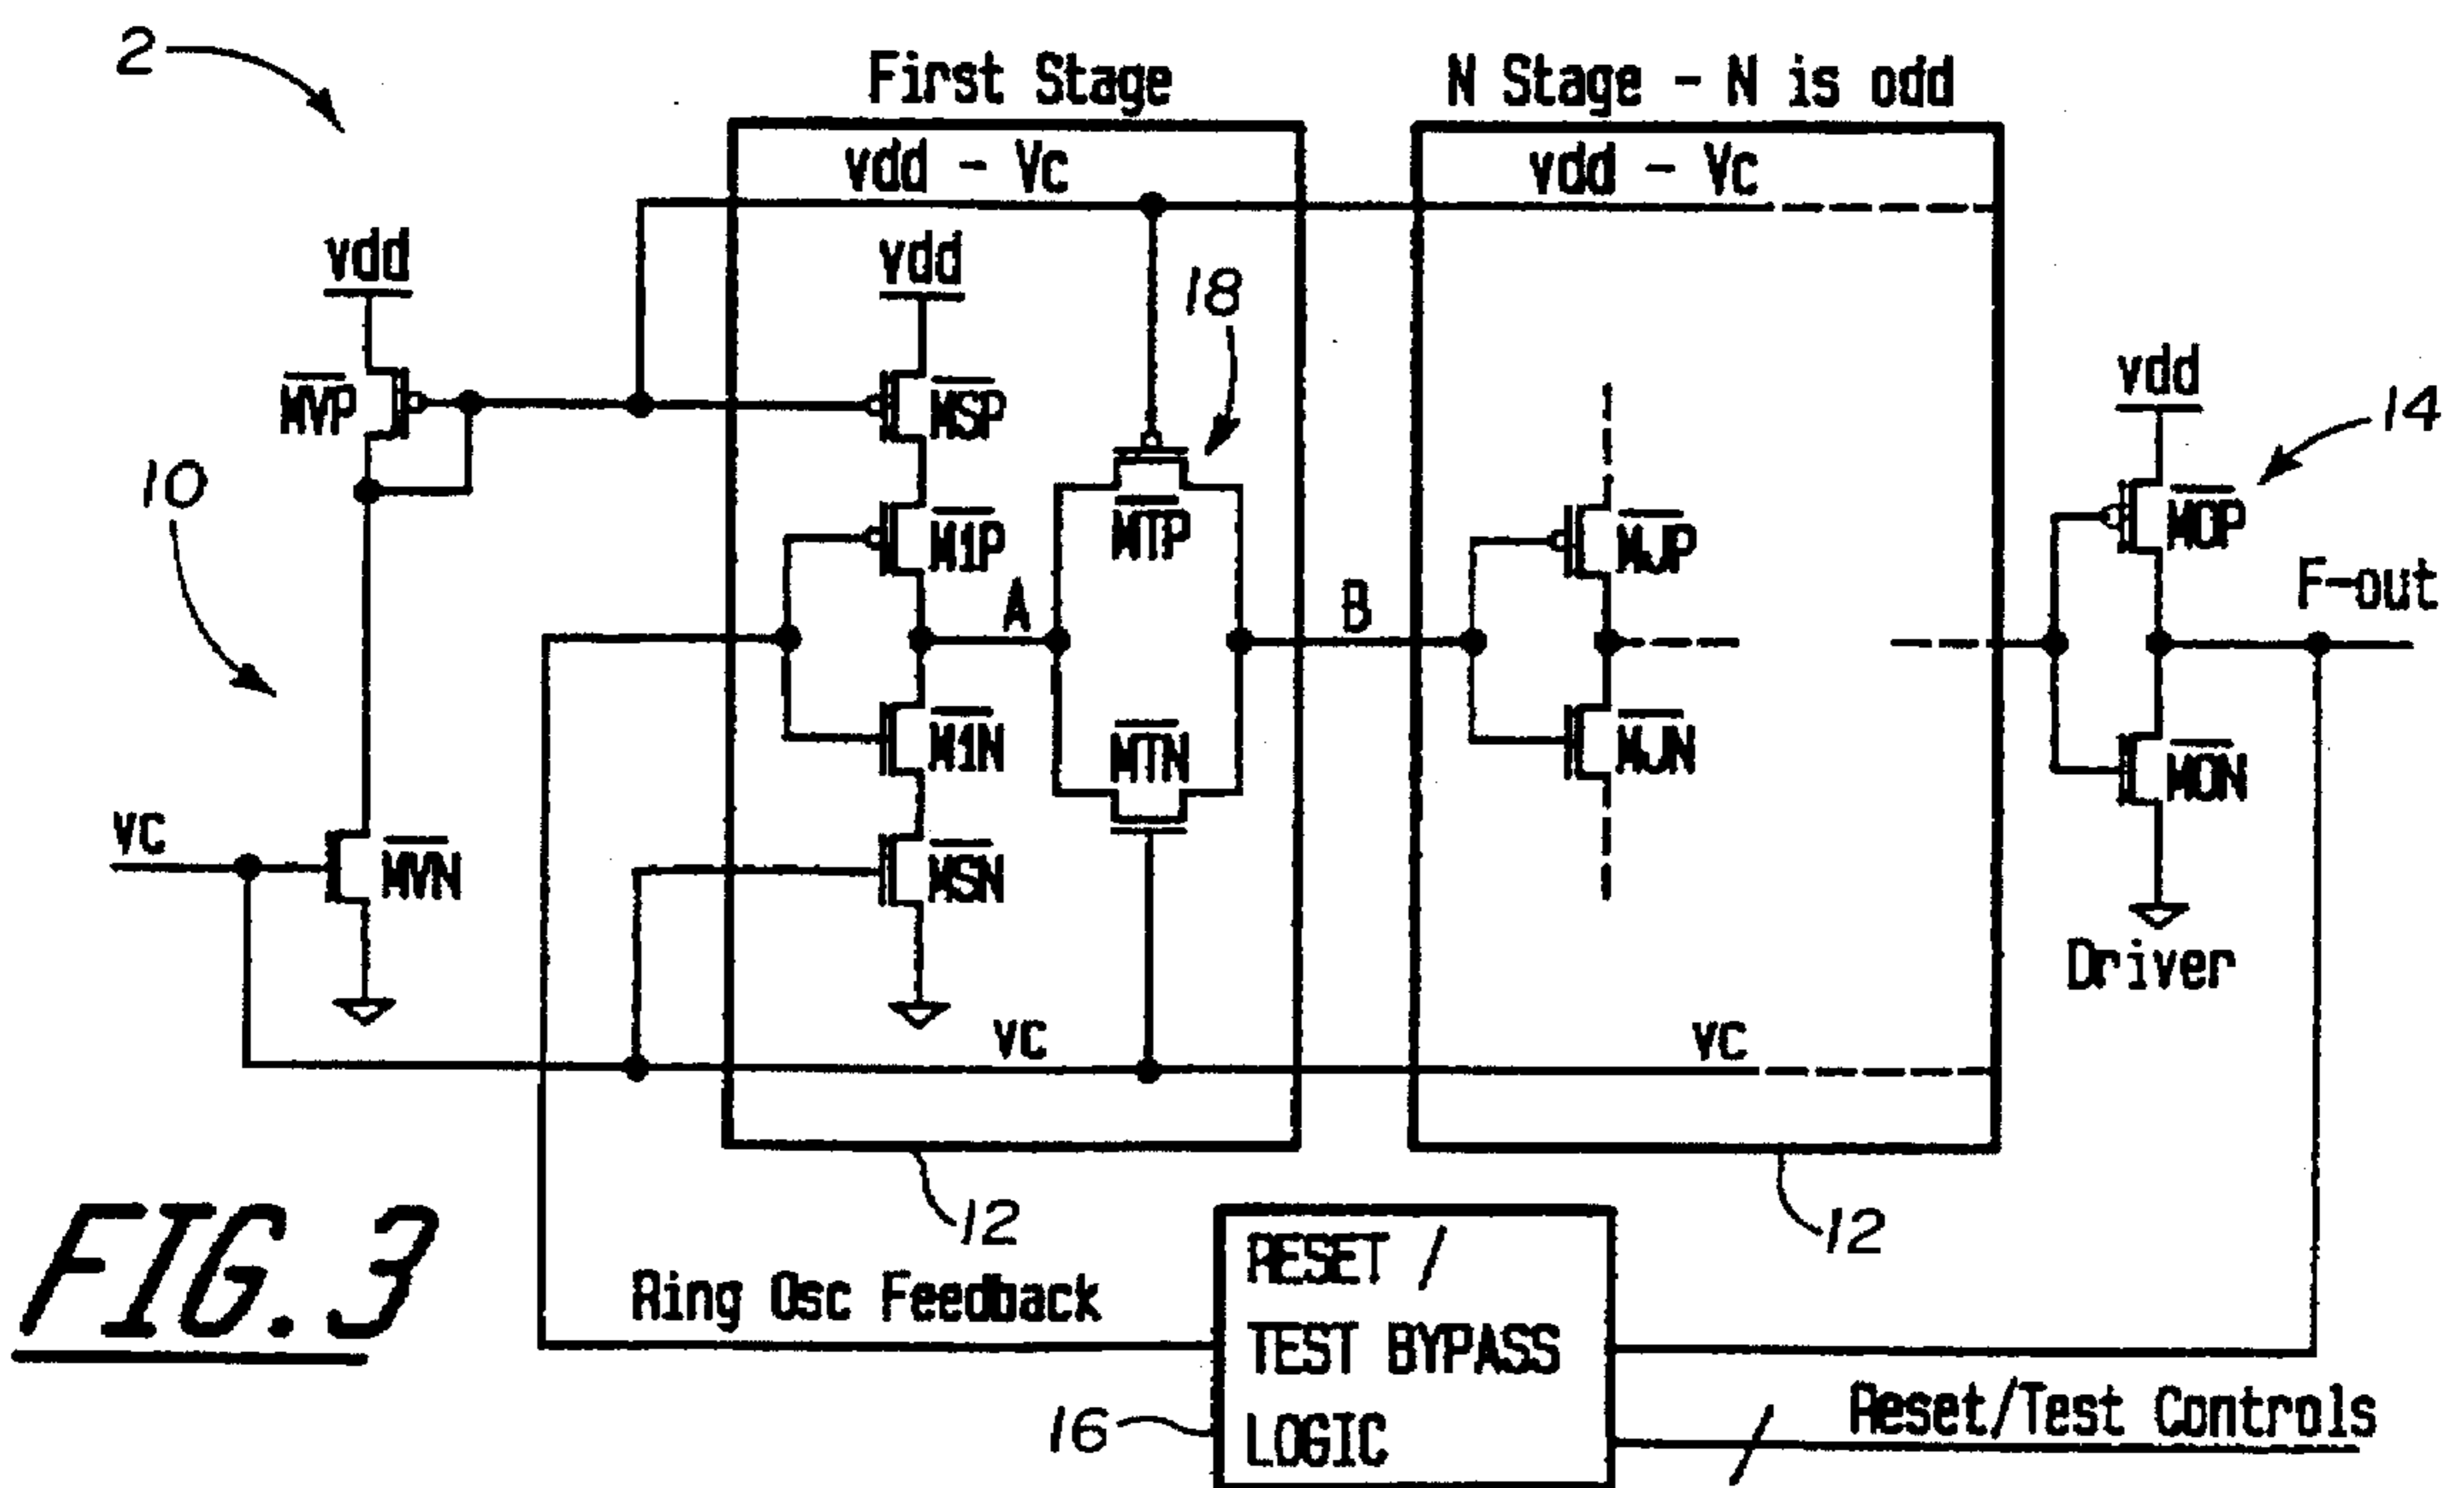 2
First Stage
N Stage - N is odd
vdd - Vc
vdd - Vc
vdd
vdd
18
vdd
14
MVP
MSP
10
M1P
MTP
MJP
MOP
A
B
F-out
M1N
MTN
MJN
MON
VC
MVN
MSN
Driver
VC
VC
12
12
RESET /
TEST BYPASS
LOGIC
Ring Osc Feedback
16
Reset/Test Controls
FIG. 3